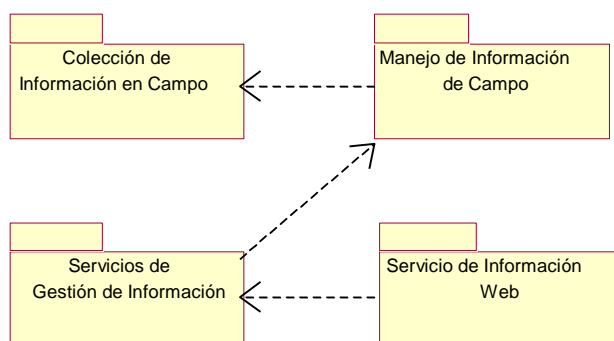 Colección de
Información en Campo
Manejo de Información
de Campo
Servicios de
Gestión de Información
Servicio de Información
Web